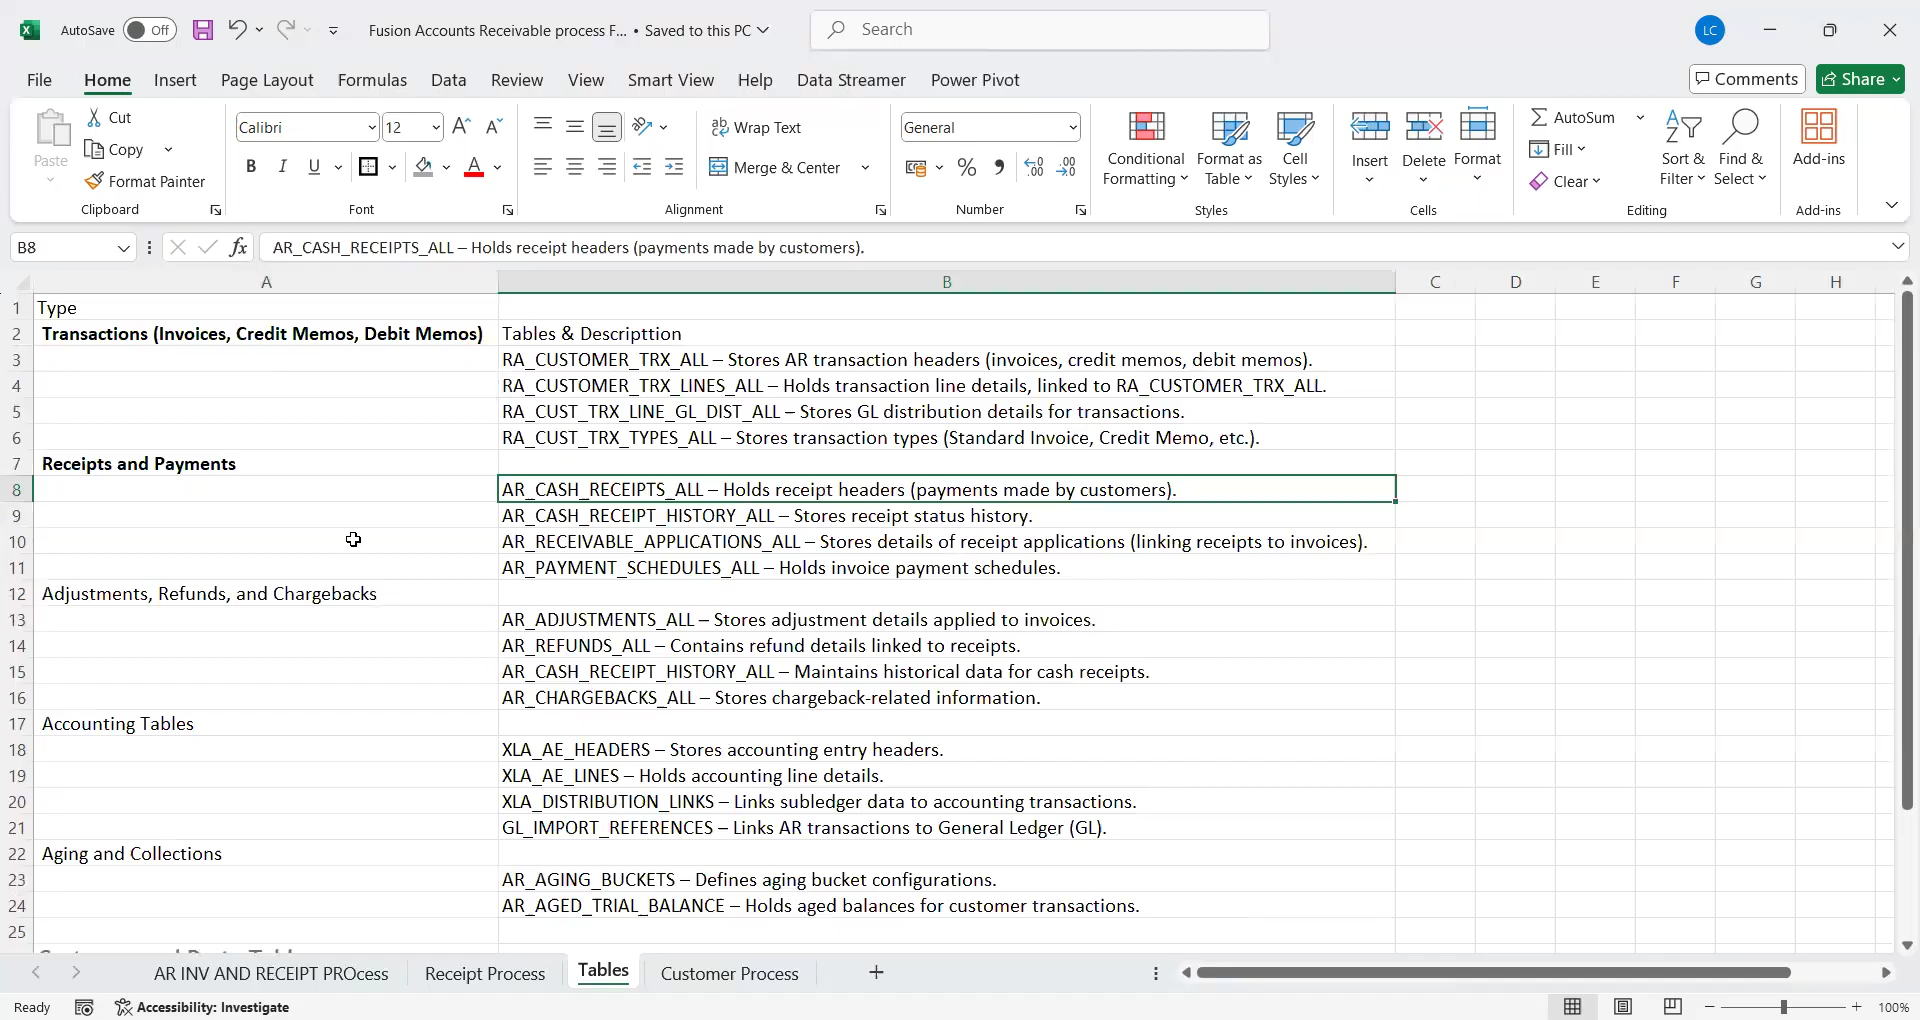 AutoSave Off Fusion Accounts Receivable process F... • Saved to this PC Search LC
File Home Insert Page Layout Formulas Data Review View Smart View Help Data Streamer Power Pivot Comments Share
Paste Cut Copy Format Painter
Clipboard
Calibri 12
B I U A
Font
Wrap Text
Merge & Center
Alignment
General
Number
Conditional Formatting Format as Table Cell Styles
Styles
Insert Delete Format
Cells
AutoSum Fill Clear
Sort & Filter Find & Select
Editing
Add-ins
Add-ins
B8 fx AR_CASH_RECEIPTS_ALL – Holds receipt headers (payments made by customers).
A B C D E F G H
1 Type
2 Transactions (Invoices, Credit Memos, Debit Memos) Tables & Descripttion
3 RA_CUSTOMER_TRX_ALL – Stores AR transaction headers (invoices, credit memos, debit memos).
4 RA_CUSTOMER_TRX_LINES_ALL – Holds transaction line details, linked to RA_CUSTOMER_TRX_ALL.
5 RA_CUST_TRX_LINE_GL_DIST_ALL – Stores GL distribution details for transactions.
6 RA_CUST_TRX_TYPES_ALL – Stores transaction types (Standard Invoice, Credit Memo, etc.).
7 Receipts and Payments
8 AR_CASH_RECEIPTS_ALL – Holds receipt headers (payments made by customers).
9 AR_CASH_RECEIPT_HISTORY_ALL – Stores receipt status history.
10 AR_RECEIVABLE_APPLICATIONS_ALL – Stores details of receipt applications (linking receipts to invoices).
11 AR_PAYMENT_SCHEDULES_ALL – Holds invoice payment schedules.
12 Adjustments, Refunds, and Chargebacks
13 AR_ADJUSTMENTS_ALL – Stores adjustment details applied to invoices.
14 AR_REFUNDS_ALL – Contains refund details linked to receipts.
15 AR_CASH_RECEIPT_HISTORY_ALL – Maintains historical data for cash receipts.
16 AR_CHARGEBACKS_ALL – Stores chargeback-related information.
17 Accounting Tables
18 XLA_AE_HEADERS – Stores accounting entry headers.
19 XLA_AE_LINES – Holds accounting line details.
20 XLA_DISTRIBUTION_LINKS – Links subledger data to accounting transactions.
21 GL_IMPORT_REFERENCES – Links AR transactions to General Ledger (GL).
22 Aging and Collections
23 AR_AGING_BUCKETS – Defines aging bucket configurations.
24 AR_AGED_TRIAL_BALANCE – Holds aged balances for customer transactions.
25
AR INV AND RECEIPT PROcess Receipt Process Tables Customer Process
Ready Accessibility: Investigate 100%